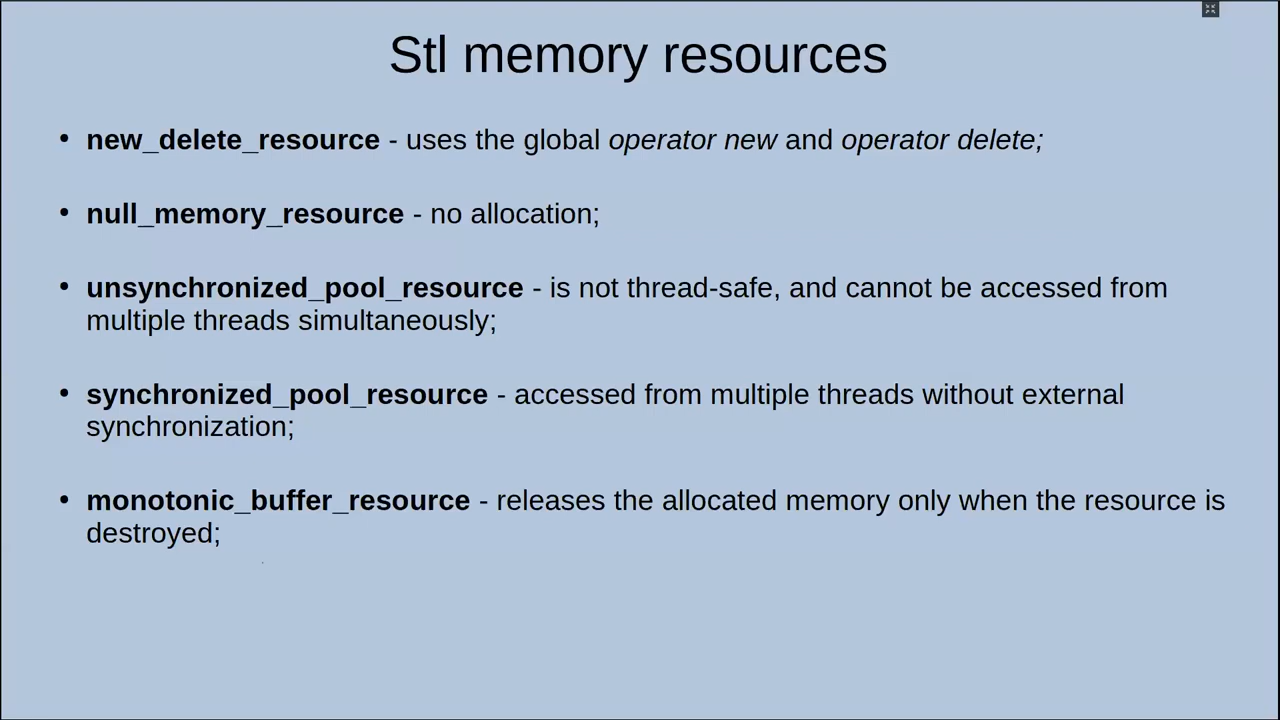 Stl memory resources
• new_delete_resource - uses the global operator new and operator delete;
• null_memory_resource - no allocation;
• unsynchronized_pool_resource - is not thread-safe, and cannot be accessed from
multiple threads simultaneously;
• synchronized_pool_resource - accessed from multiple threads without external
synchronization;
• monotonic_buffer_resource - releases the allocated memory only when the resource is
destroyed;